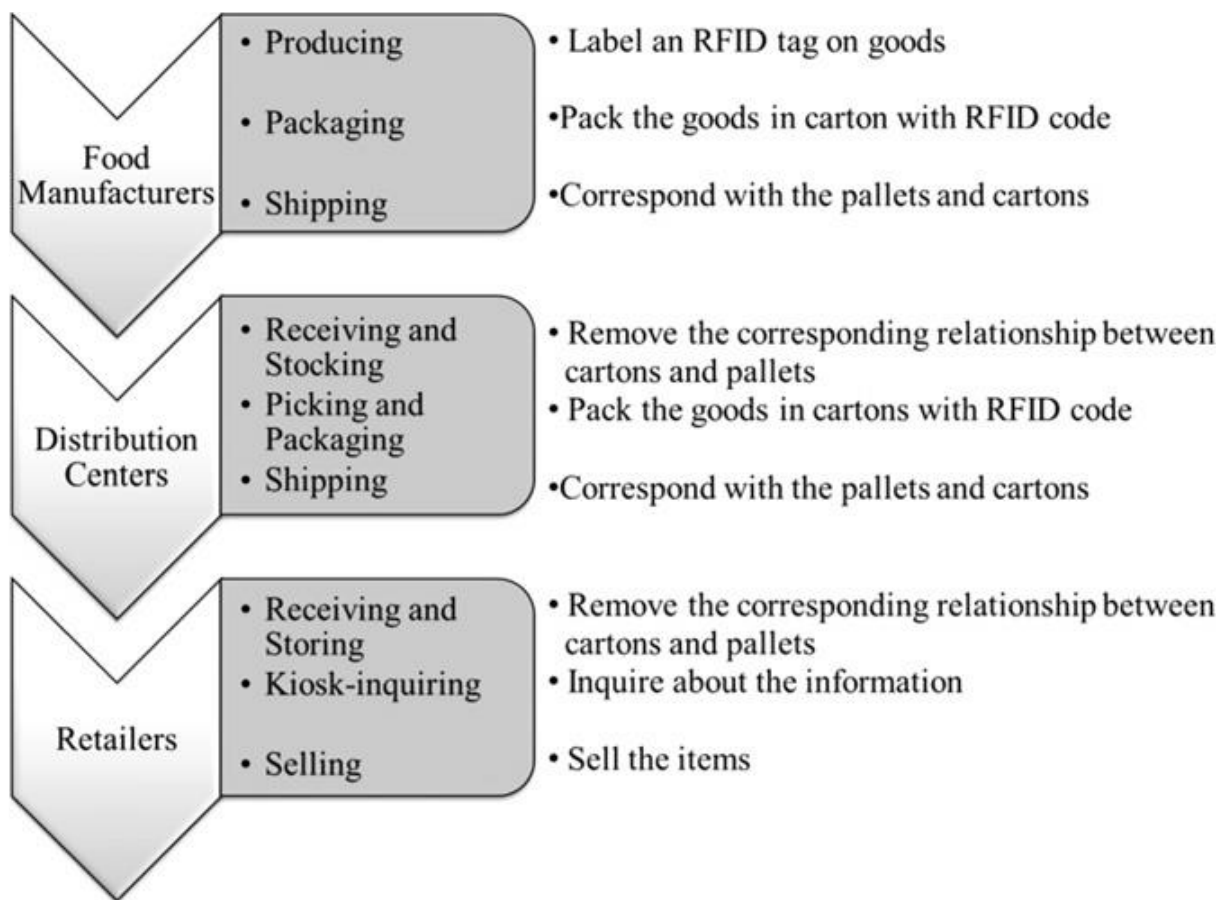 Food
Manufacturers
• Producing
• Packaging
• Shipping
• Label an RFID tag on goods
•Pack the goods in carton with RFID code
•Correspond with the pallets and cartons
Distribution
Centers
• Receiving and
Stocking
• Picking and
Packaging
• Shipping
• Remove the corresponding relationship between
cartons and pallets
• Pack the goods in cartons with RFID code
•Correspond with the pallets and cartons
Retailers
• Receiving and
Storing
• Kiosk-inquiring
• Selling
• Remove the corresponding relationship between
cartons and pallets
• Inquire about the information
• Sell the items